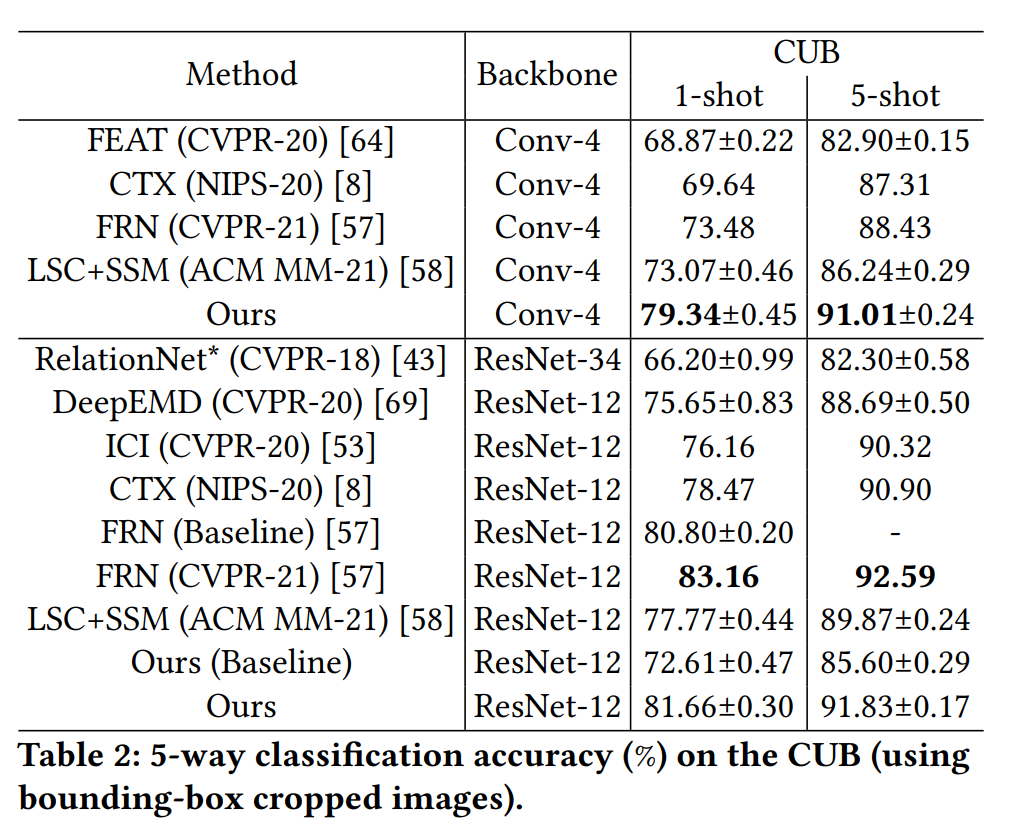 Method Backbone CUB
1-shot 5-shot
FEAT (CVPR-20) [64] Conv-4 68.87±0.22 82.90±0.15
CTX (NIPS-20) [8] Conv-4 69.64 87.31
FRN (CVPR-21) [57] Conv-4 73.48 88.43
LSC+SSM (ACM MM-21) [58] Conv-4 73.07±0.46 86.24±0.29
Ours Conv-4 79.34±0.45 91.01±0.24
RelationNet* (CVPR-18) [43] ResNet-34 66.20±0.99 82.30±0.58
DeepEMD (CVPR-20) [69] ResNet-12 75.65±0.83 88.69±0.50
ICI (CVPR-20) [53] ResNet-12 76.16 90.32
CTX (NIPS-20) [8] ResNet-12 78.47 90.90
FRN (Baseline) [57] ResNet-12 80.80±0.20 -
FRN (CVPR-21) [57] ResNet-12 83.16 92.59
LSC+SSM (ACM MM-21) [58] ResNet-12 77.77±0.44 89.87±0.24
Ours (Baseline) ResNet-12 72.61±0.47 85.60±0.29
Ours ResNet-12 81.66±0.30 91.83±0.17
Table 2: 5-way classification accuracy (%) on the CUB (using
bounding-box cropped images).